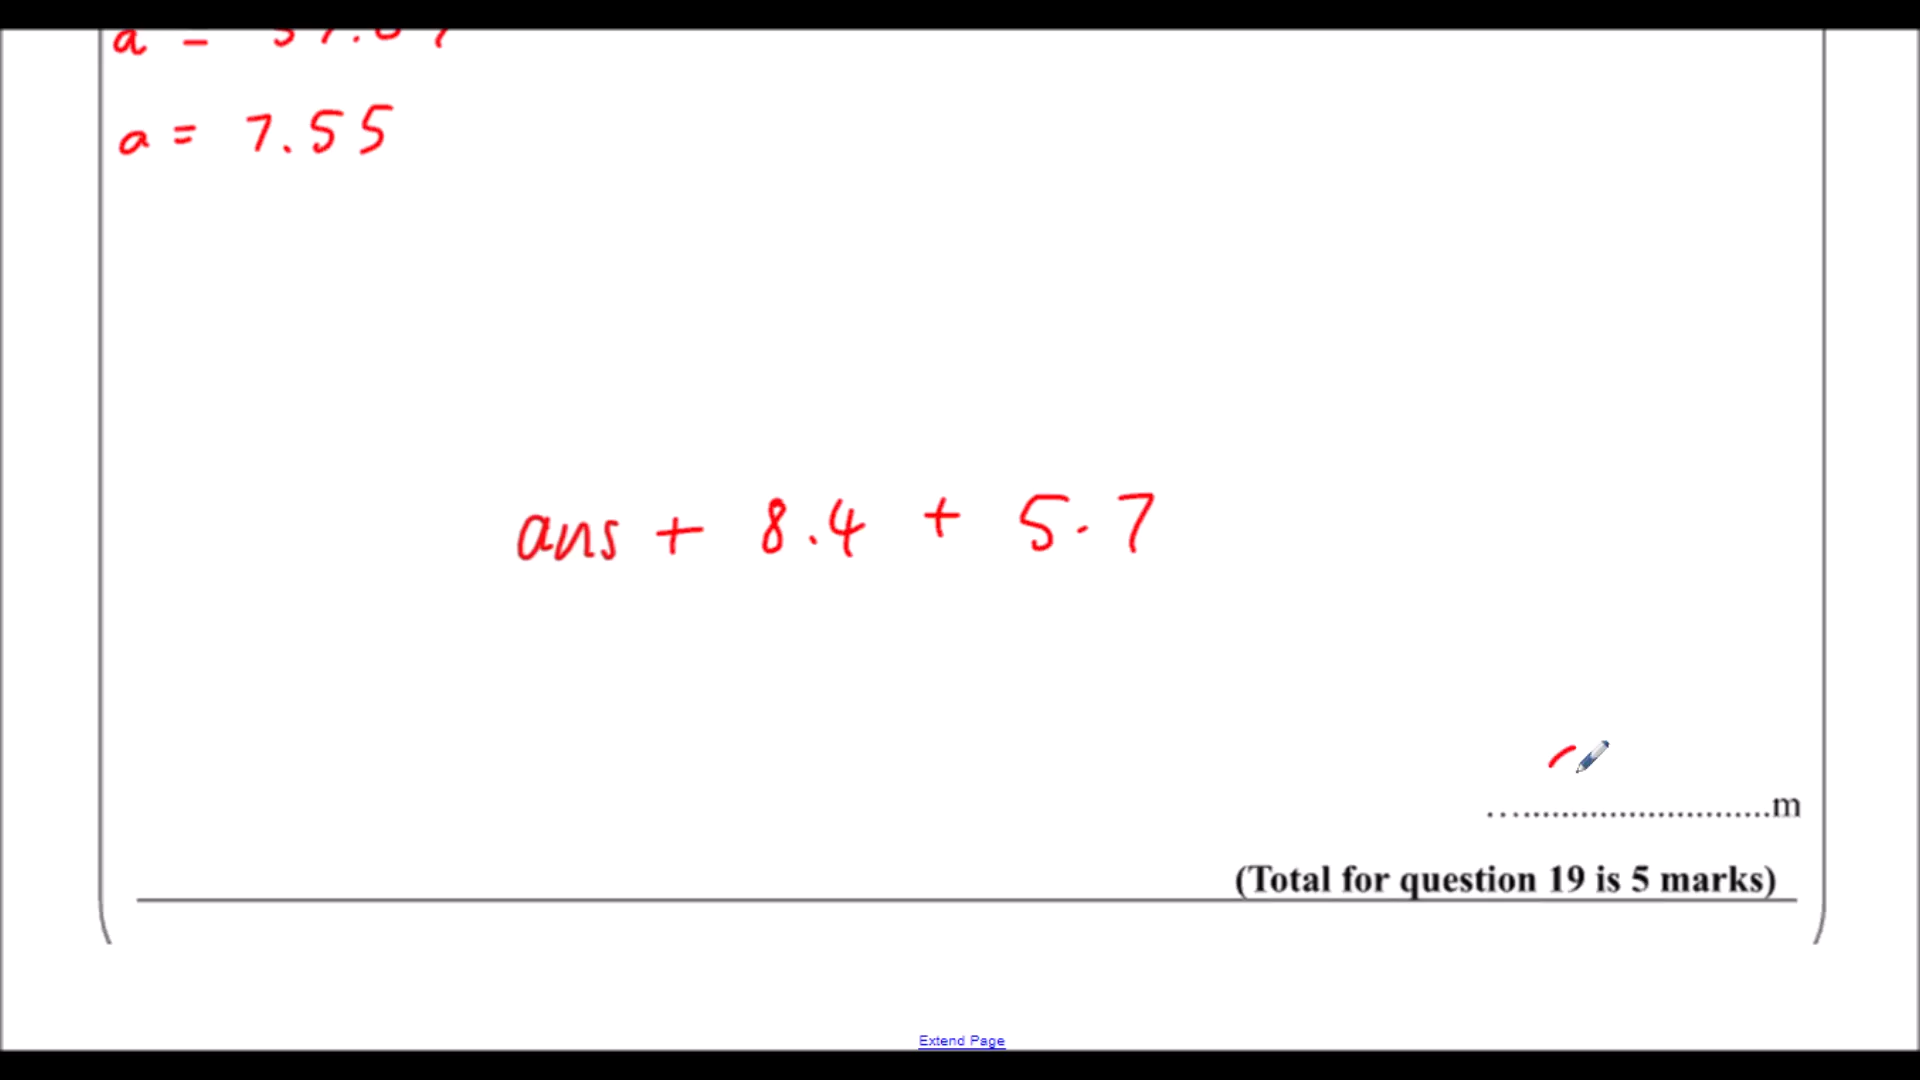 a = 7.55
ans + 8.4 + 5.7
..............................m
(Total for question 19 is 5 marks)
Extend Page